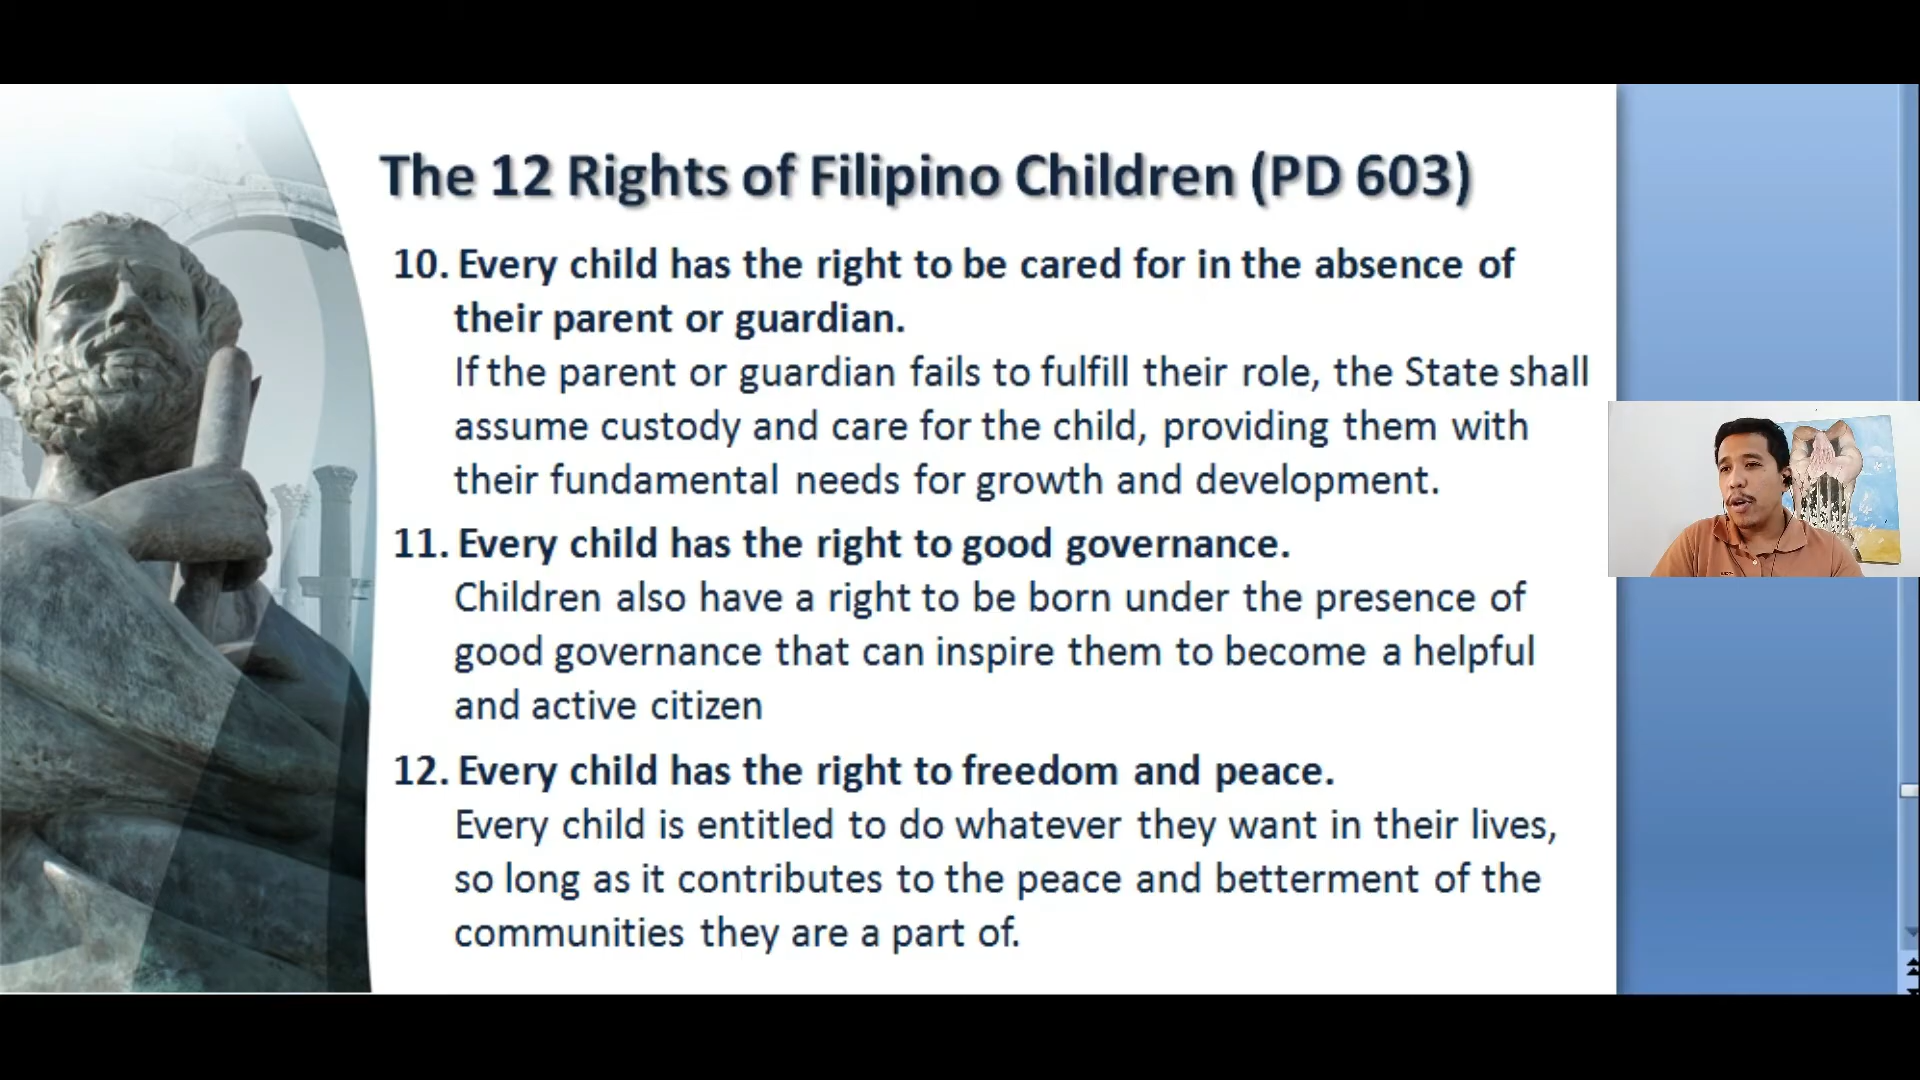 The 12 Rights of Filipino Children (PD 603)
10. Every child has the right to be cared for in the absence of
their parent or guardian.
If the parent or guardian fails to fulfill their role, the State shall
assume custody and care for the child, providing them with
their fundamental needs for growth and development.
11. Every child has the right to good governance.
Children also have a right to be born under the presence of
good governance that can inspire them to become a helpful
and active citizen
12. Every child has the right to freedom and peace.
Every child is entitled to do whatever they want in their lives,
so long as it contributes to the peace and betterment of the
communities they are a part of.